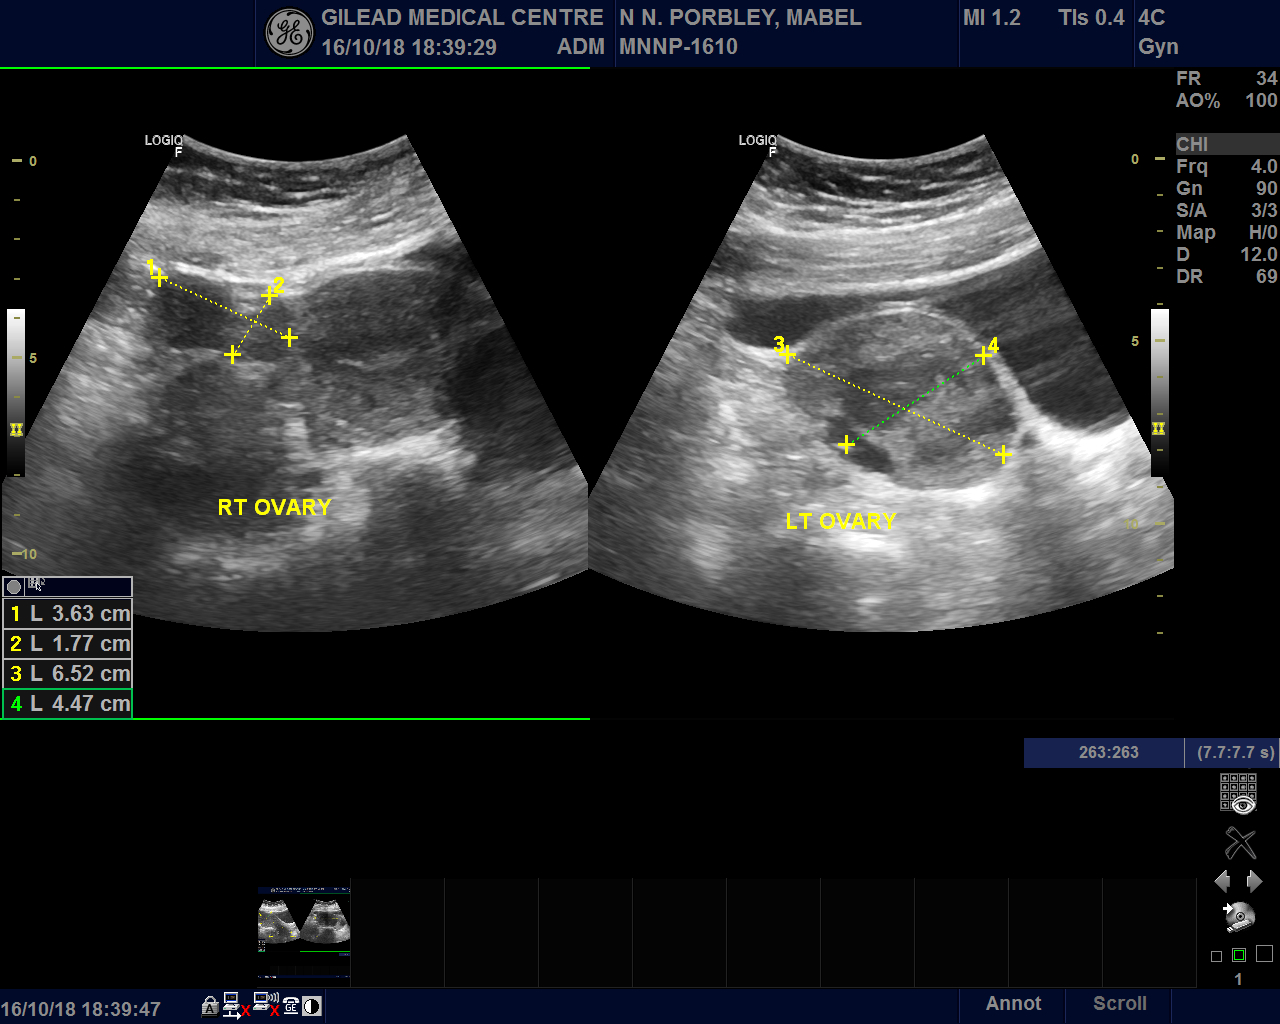 GILEAD MEDICAL CENTRE
16/10/18 18:39:29 ADM
N N. PORBLEY, MABEL
MNNP-1610
MI 1.2 TIs 0.4
4C
Gyn
FR 34
AO% 100
CHI
Frq 4.0
Gn 90
S/A 3/3
Map H/0
D 12.0
DR 69
LOGIQ
F
LOGIQ
F
0
5
10
0
5
10
1
2
3
4
RT OVARY
LT OVARY
1 L 3.63 cm
2 L 1.77 cm
3 L 6.52 cm
4 L 4.47 cm
263:263 (7.7:7.7 s)
1
16/10/18 18:39:47
A
GE
Annot
Scroll